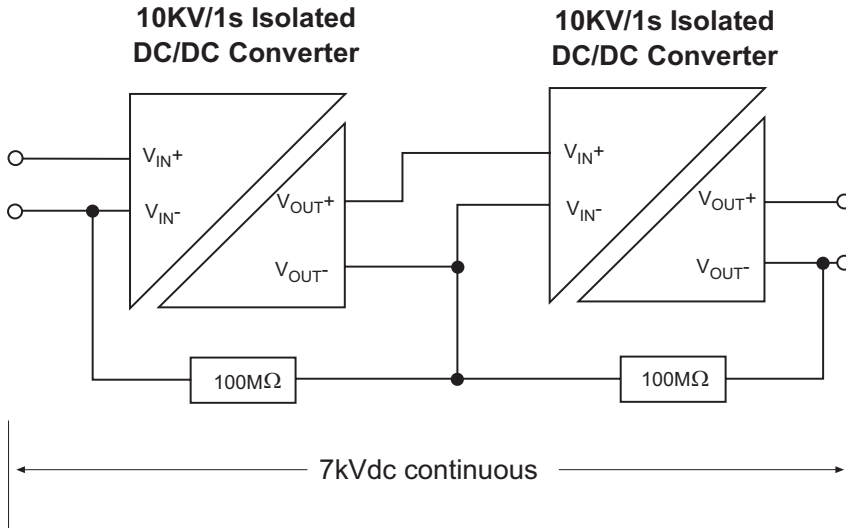 10KV/1s Isolated
DC/DC Converter
10KV/1s Isolated
DC/DC Converter
VIN+
VIN-
VOUT+
VOUT-
VIN+
VIN-
VOUT+
VOUT-
100MΩ
100MΩ
7kVdc continuous